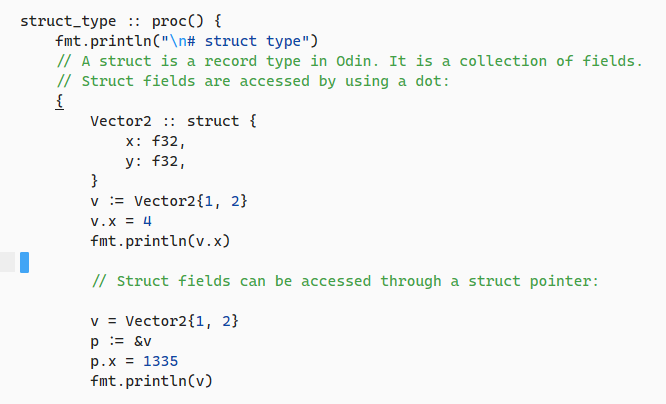 struct_type :: proc() {
    fmt.println("\n# struct type")
    // A struct is a record type in Odin. It is a collection of fields.
    // Struct fields are accessed by using a dot:
    {
        Vector2 :: struct {
            x: f32,
            y: f32,
        }
        v := Vector2{1, 2}
        v.x = 4
        fmt.println(v.x)
        // Struct fields can be accessed through a struct pointer:
        v = Vector2{1, 2}
        p := &v
        p.x = 1335
        fmt.println(v)